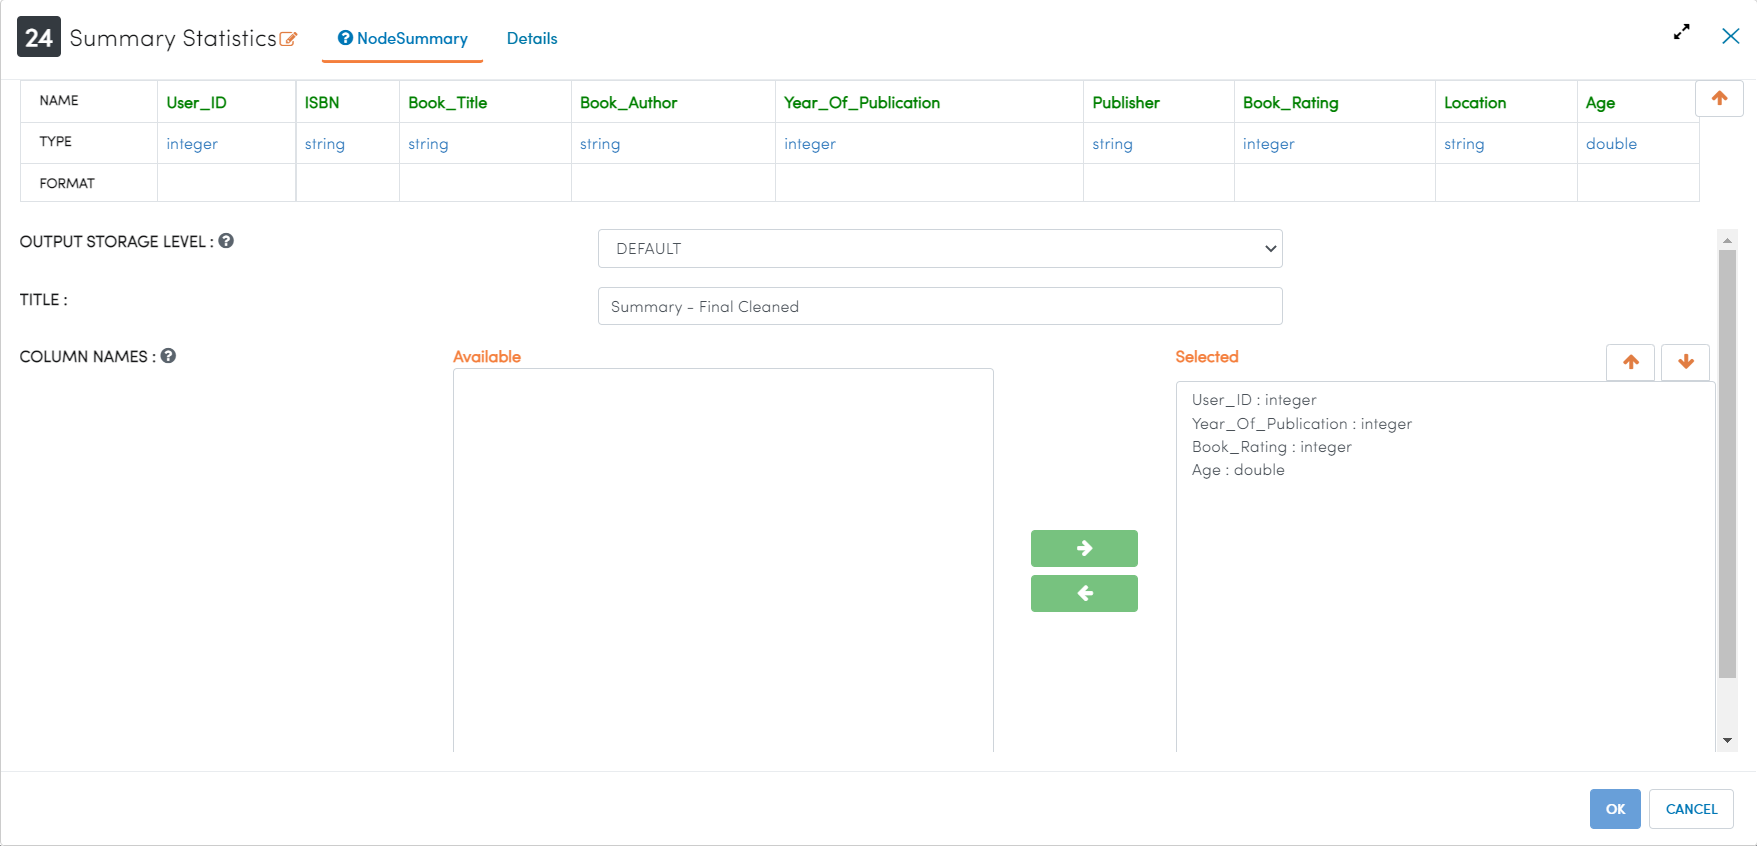 24 Summary Statistics NodeSummary Details
NAME User_ID ISBN Book_Title Book_Author Year_Of_Publication Publisher Book_Rating Location Age
TYPE integer string string string integer string integer string double
FORMAT
OUTPUT STORAGE LEVEL : DEFAULT
TITLE : Summary - Final Cleaned
COLUMN NAMES : Available Selected
User_ID : integer
Year_Of_Publication : integer
Book_Rating : integer
Age : double
OK CANCEL